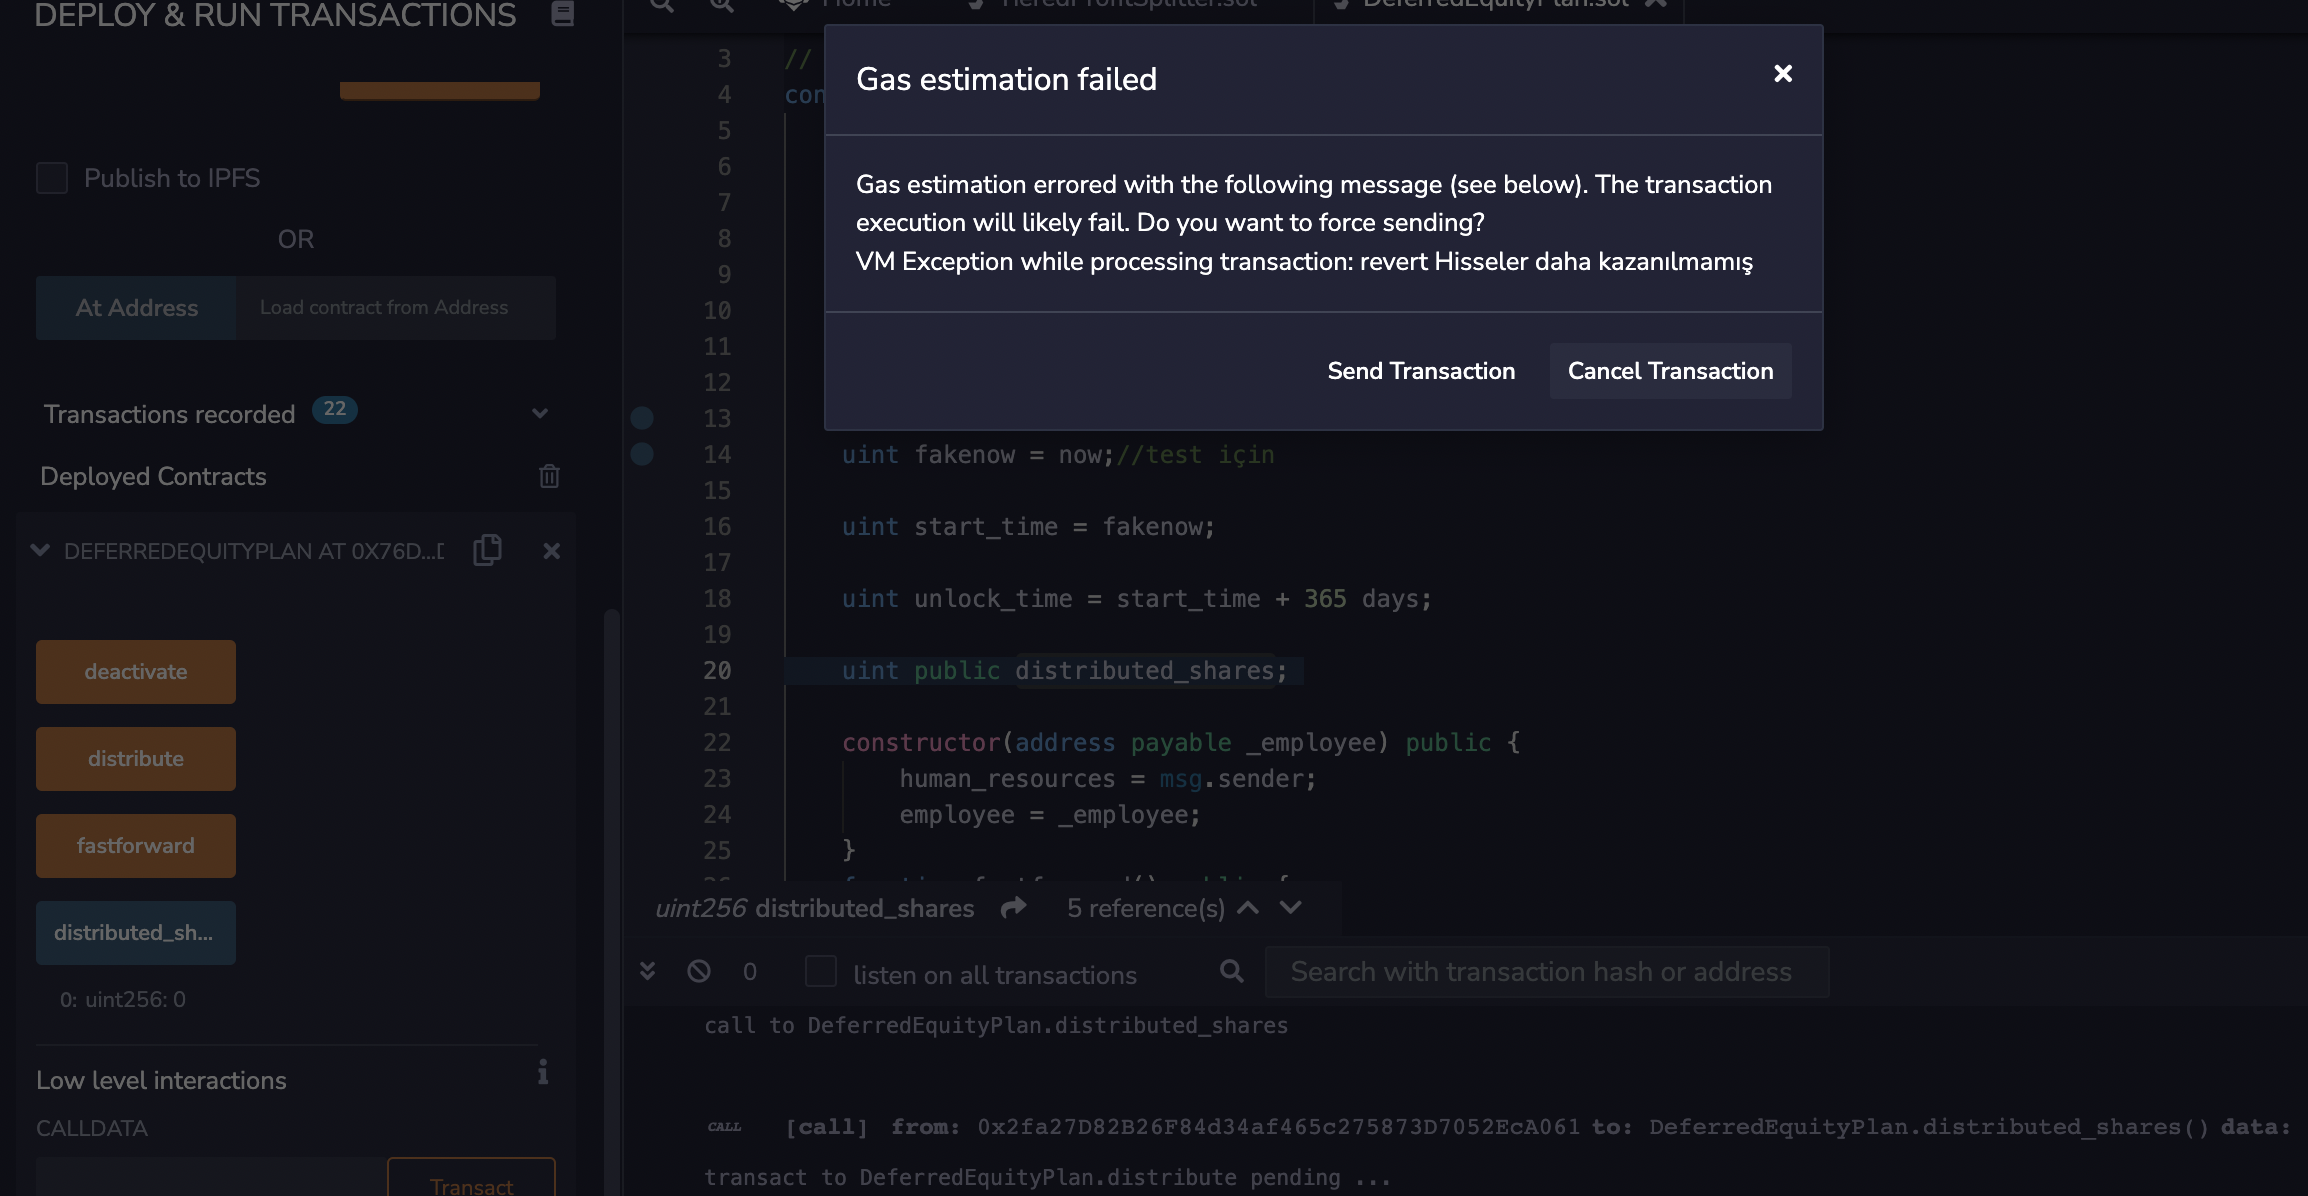 DEPLOY & RUN TRANSACTIONS
Publish to IPFS
OR
At Address
Load contract from Address
Transactions recorded 22
Deployed Contracts
DEFERREDEQUITYPLAN AT 0X76D...
deactivate
distribute
fastforward
distributed_sh...
0: uint256: 0
Low level interactions
CALLDATA
Transact
Home
DeferredEquityPlan.sol
3 //
4 con
5
6
7
8
9
10
11
12
13
14 uint fakenow = now;//test için
15
16 uint start_time = fakenow;
17
18 uint unlock_time = start_time + 365 days;
19
20 uint public distributed_shares;
21
22 constructor(address payable _employee) public {
23 human_resources = msg.sender;
24 employee = _employee;
25 }
Gas estimation failed
Gas estimation errored with the following message (see below). The transaction
execution will likely fail. Do you want to force sending?
VM Exception while processing transaction: revert Hisseler daha kazanılmamış
Send Transaction
Cancel Transaction
uint256 distributed_shares 5 reference(s)
0 listen on all transactions
Search with transaction hash or address
call to DeferredEquityPlan.distributed_shares
CALL [call] from: 0x2fa27D82B26F84d34af465c275873D7052EcA061 to: DeferredEquityPlan.distributed_shares() data:
transact to DeferredEquityPlan.distribute pending ...